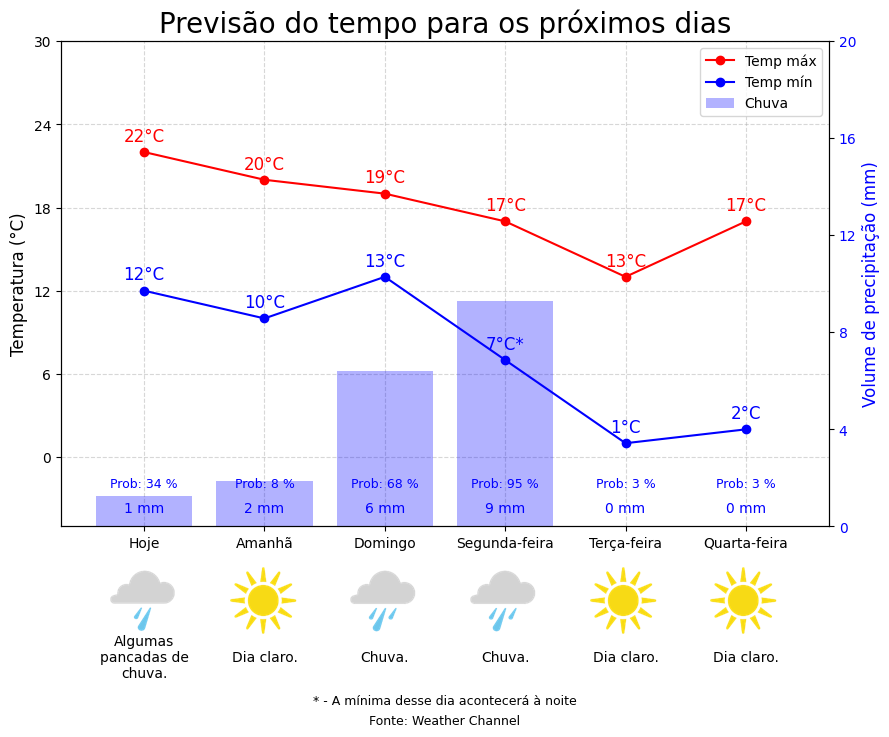 Previsão do tempo para os próximos dias
Temp máx
Temp mín
Chuva
30
24
18
12
6
0
Temperatura (°C)
20
16
12
8
4
0
Volume de precipitação (mm)
22°C
20°C
19°C
17°C
13°C
17°C
12°C
10°C
13°C
7°C*
1°C
2°C
Prob: 34 %
Prob: 8 %
Prob: 68 %
Prob: 95 %
Prob: 3 %
Prob: 3 %
1 mm
2 mm
6 mm
9 mm
0 mm
0 mm
Hoje
Amanhã
Domingo
Segunda-feira
Terça-feira
Quarta-feira
Algumas
pancadas de
chuva.
Dia claro.
Chuva.
Chuva.
Dia claro.
Dia claro.
* - A mínima desse dia acontecerá à noite
Fonte: Weather Channel